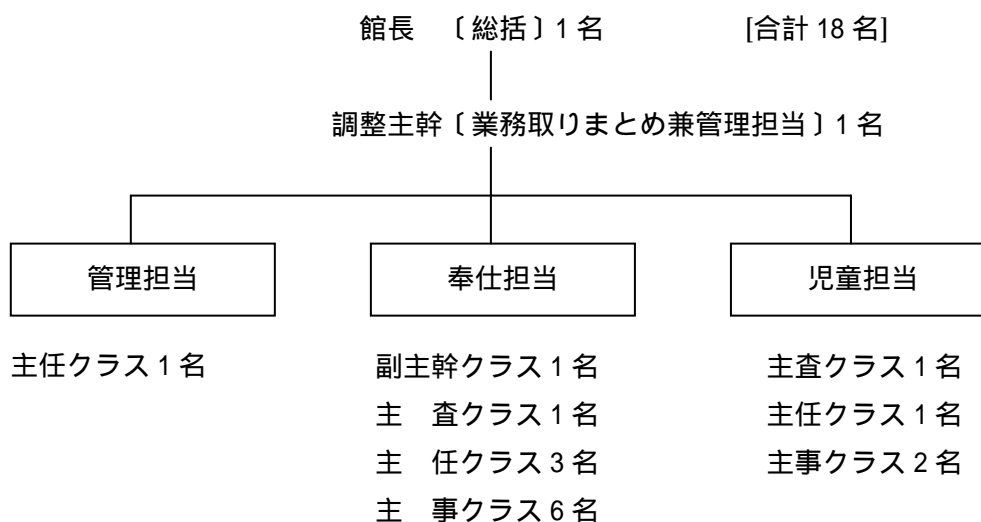 館長　〔総括〕1名　[合計 18 名]
調整主幹〔業務取りまとめ兼管理担当〕1名
管理担当　奉仕担当　児童担当
主任クラス 1 名　副主幹クラス 1 名　主査クラス 1 名
主　査クラス 1 名　主任クラス 1 名
主　任クラス 3 名　主事クラス 2 名
主　事クラス 6 名